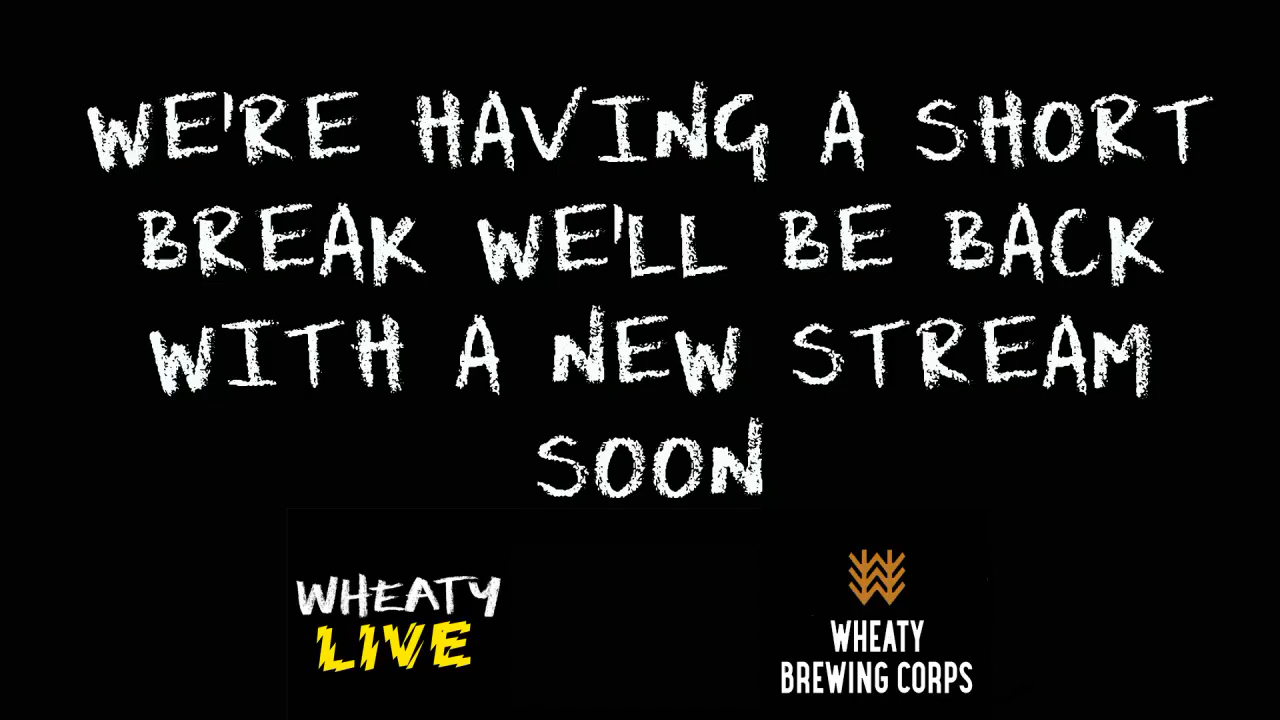 WE'RE HAVING A SHORT
BREAK WE'LL BE BACK
WITH A NEW STREAM
SOON
WHEATY
LIVE
WHEATY
BREWING CORPS